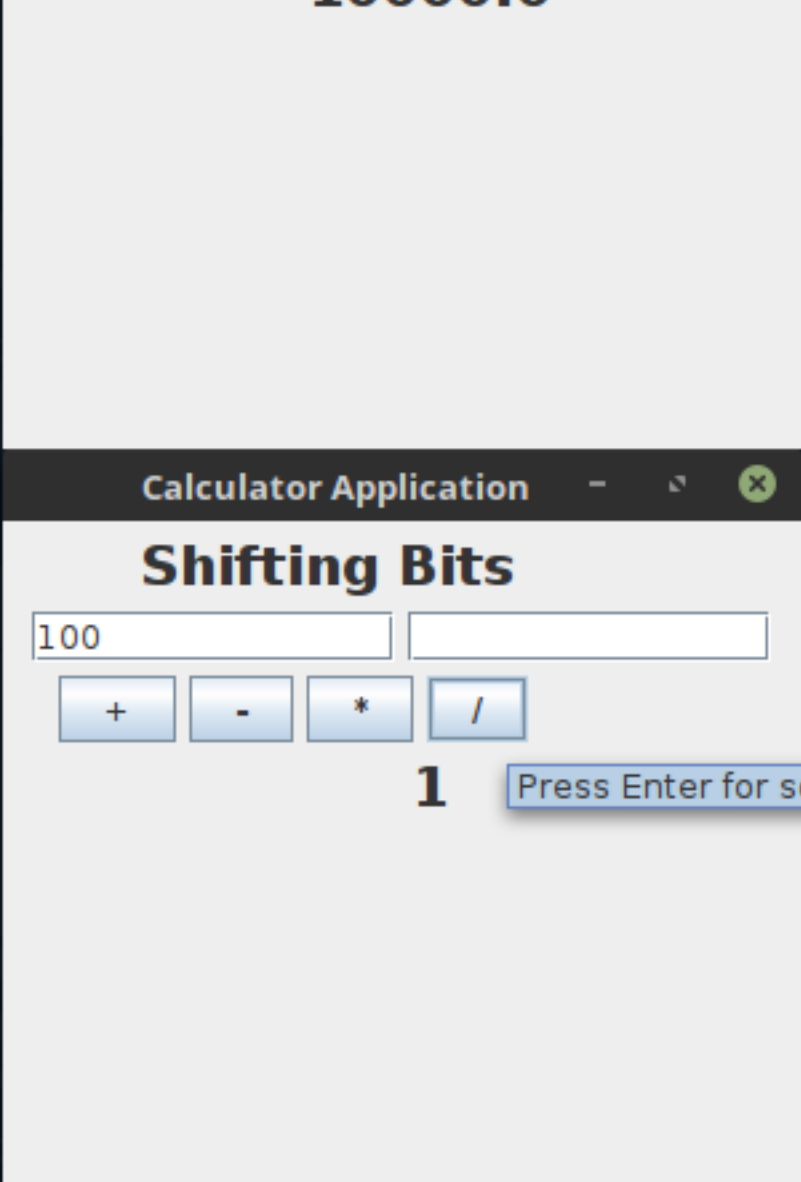 Calculator Application
Shifting Bits
100
+ - * /
1
Press Enter for